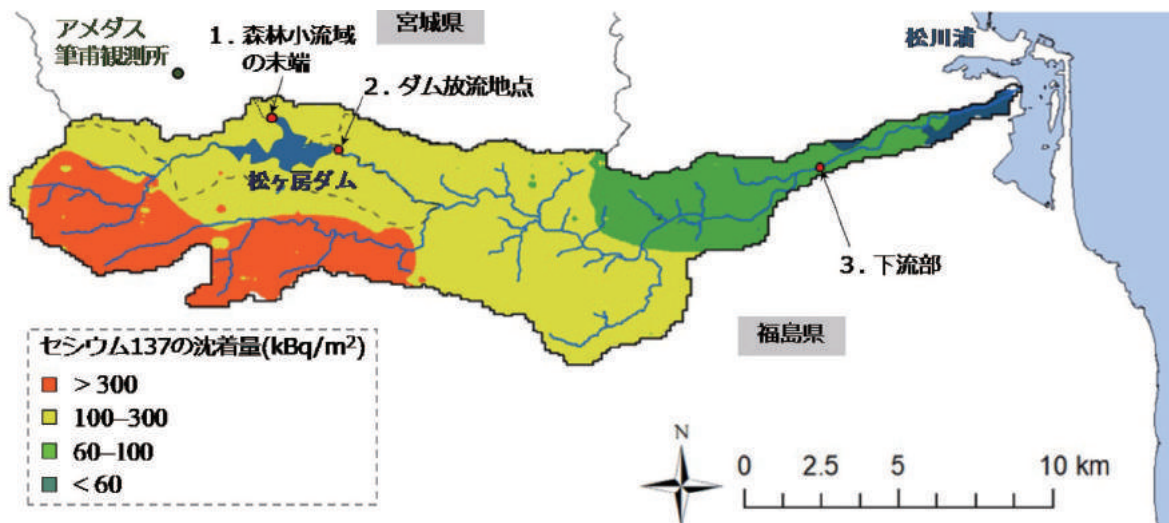 アメダス
筆甫観測所
1．森林小流域
の末端
宮城県
2．ダム放流地点
松川浦
松ヶ房ダム
3．下流部
福島県
セシウム137の沈着量(kBq/m²)
＞300
100–300
60–100
＜60
N
0 2.5 5 10 km